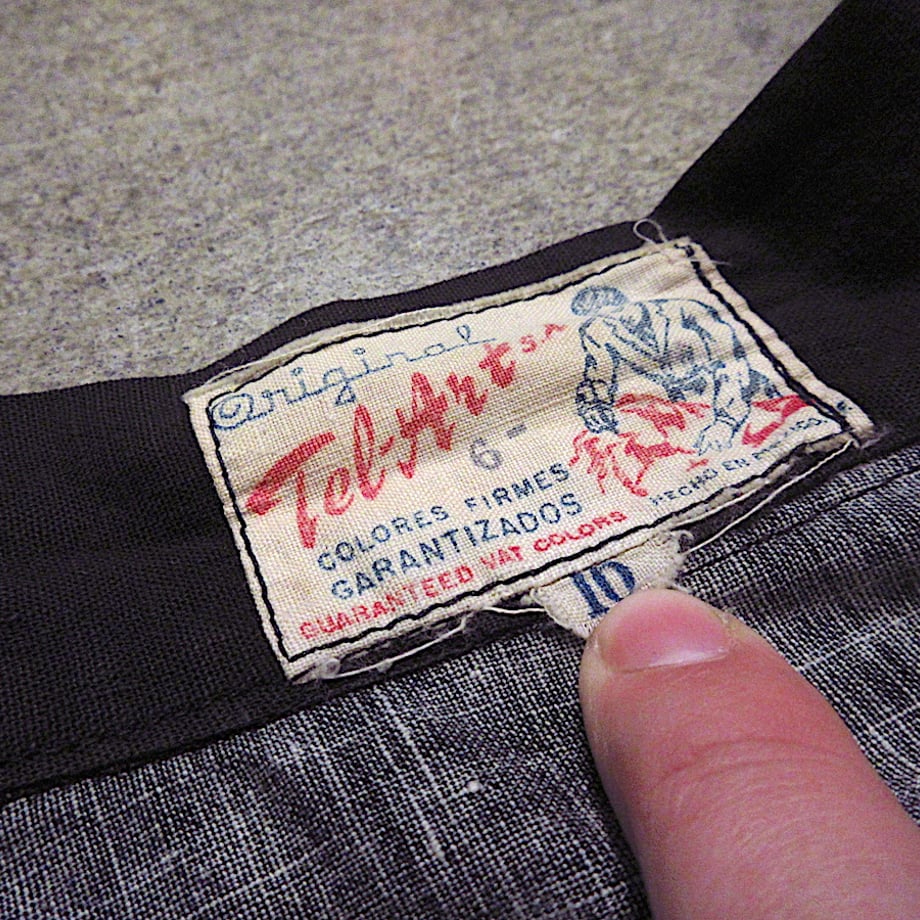 Original
Tel-Art S.A
6-
COLORES FIRMES
GARANTIZADOS
GUARANTEED VAT COLORS
HECHO EN MEXICO
10